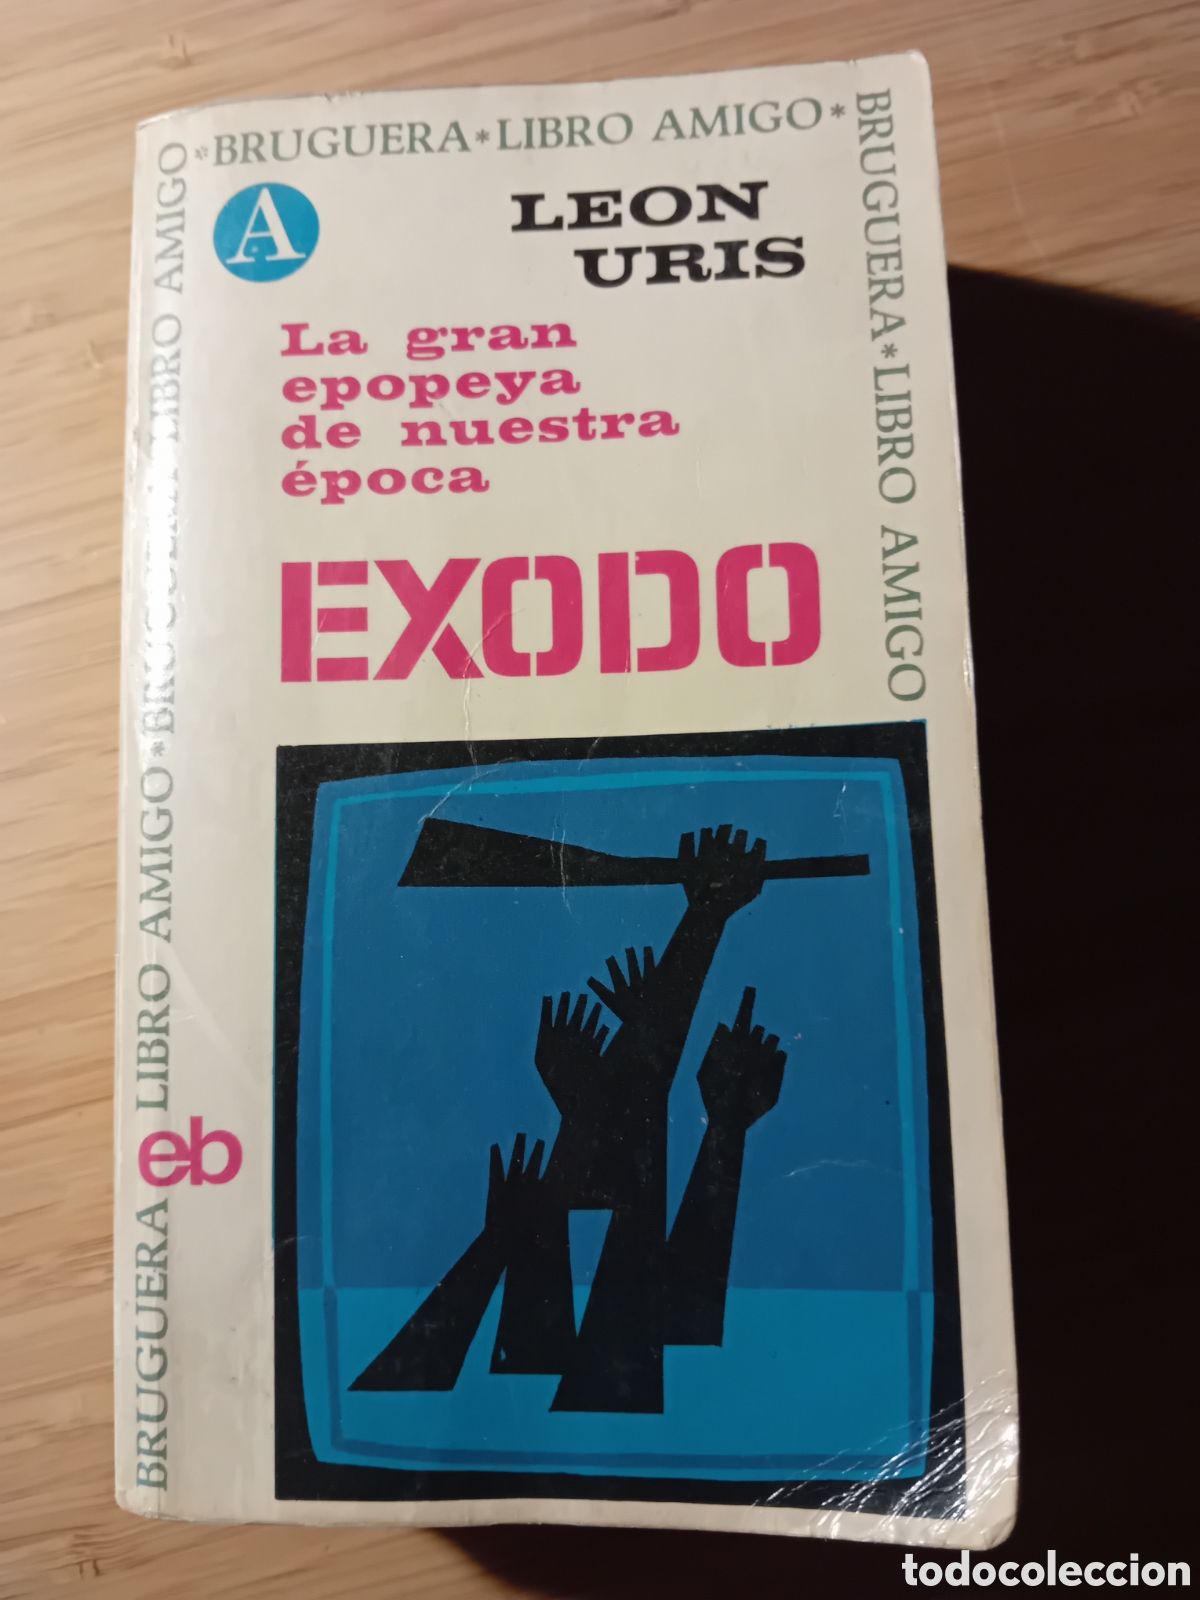 *BRUGUERA*LIBRO AMIGO*
BRUGUERA*LIBRO AMIGO
BRUGUERA LIBRO AMIGO*BRUGUERA LIBRO AMIGO
A
LEON
URIS
La gran
epopeya
de nuestra
época
EXODO
eb
todocoleccion